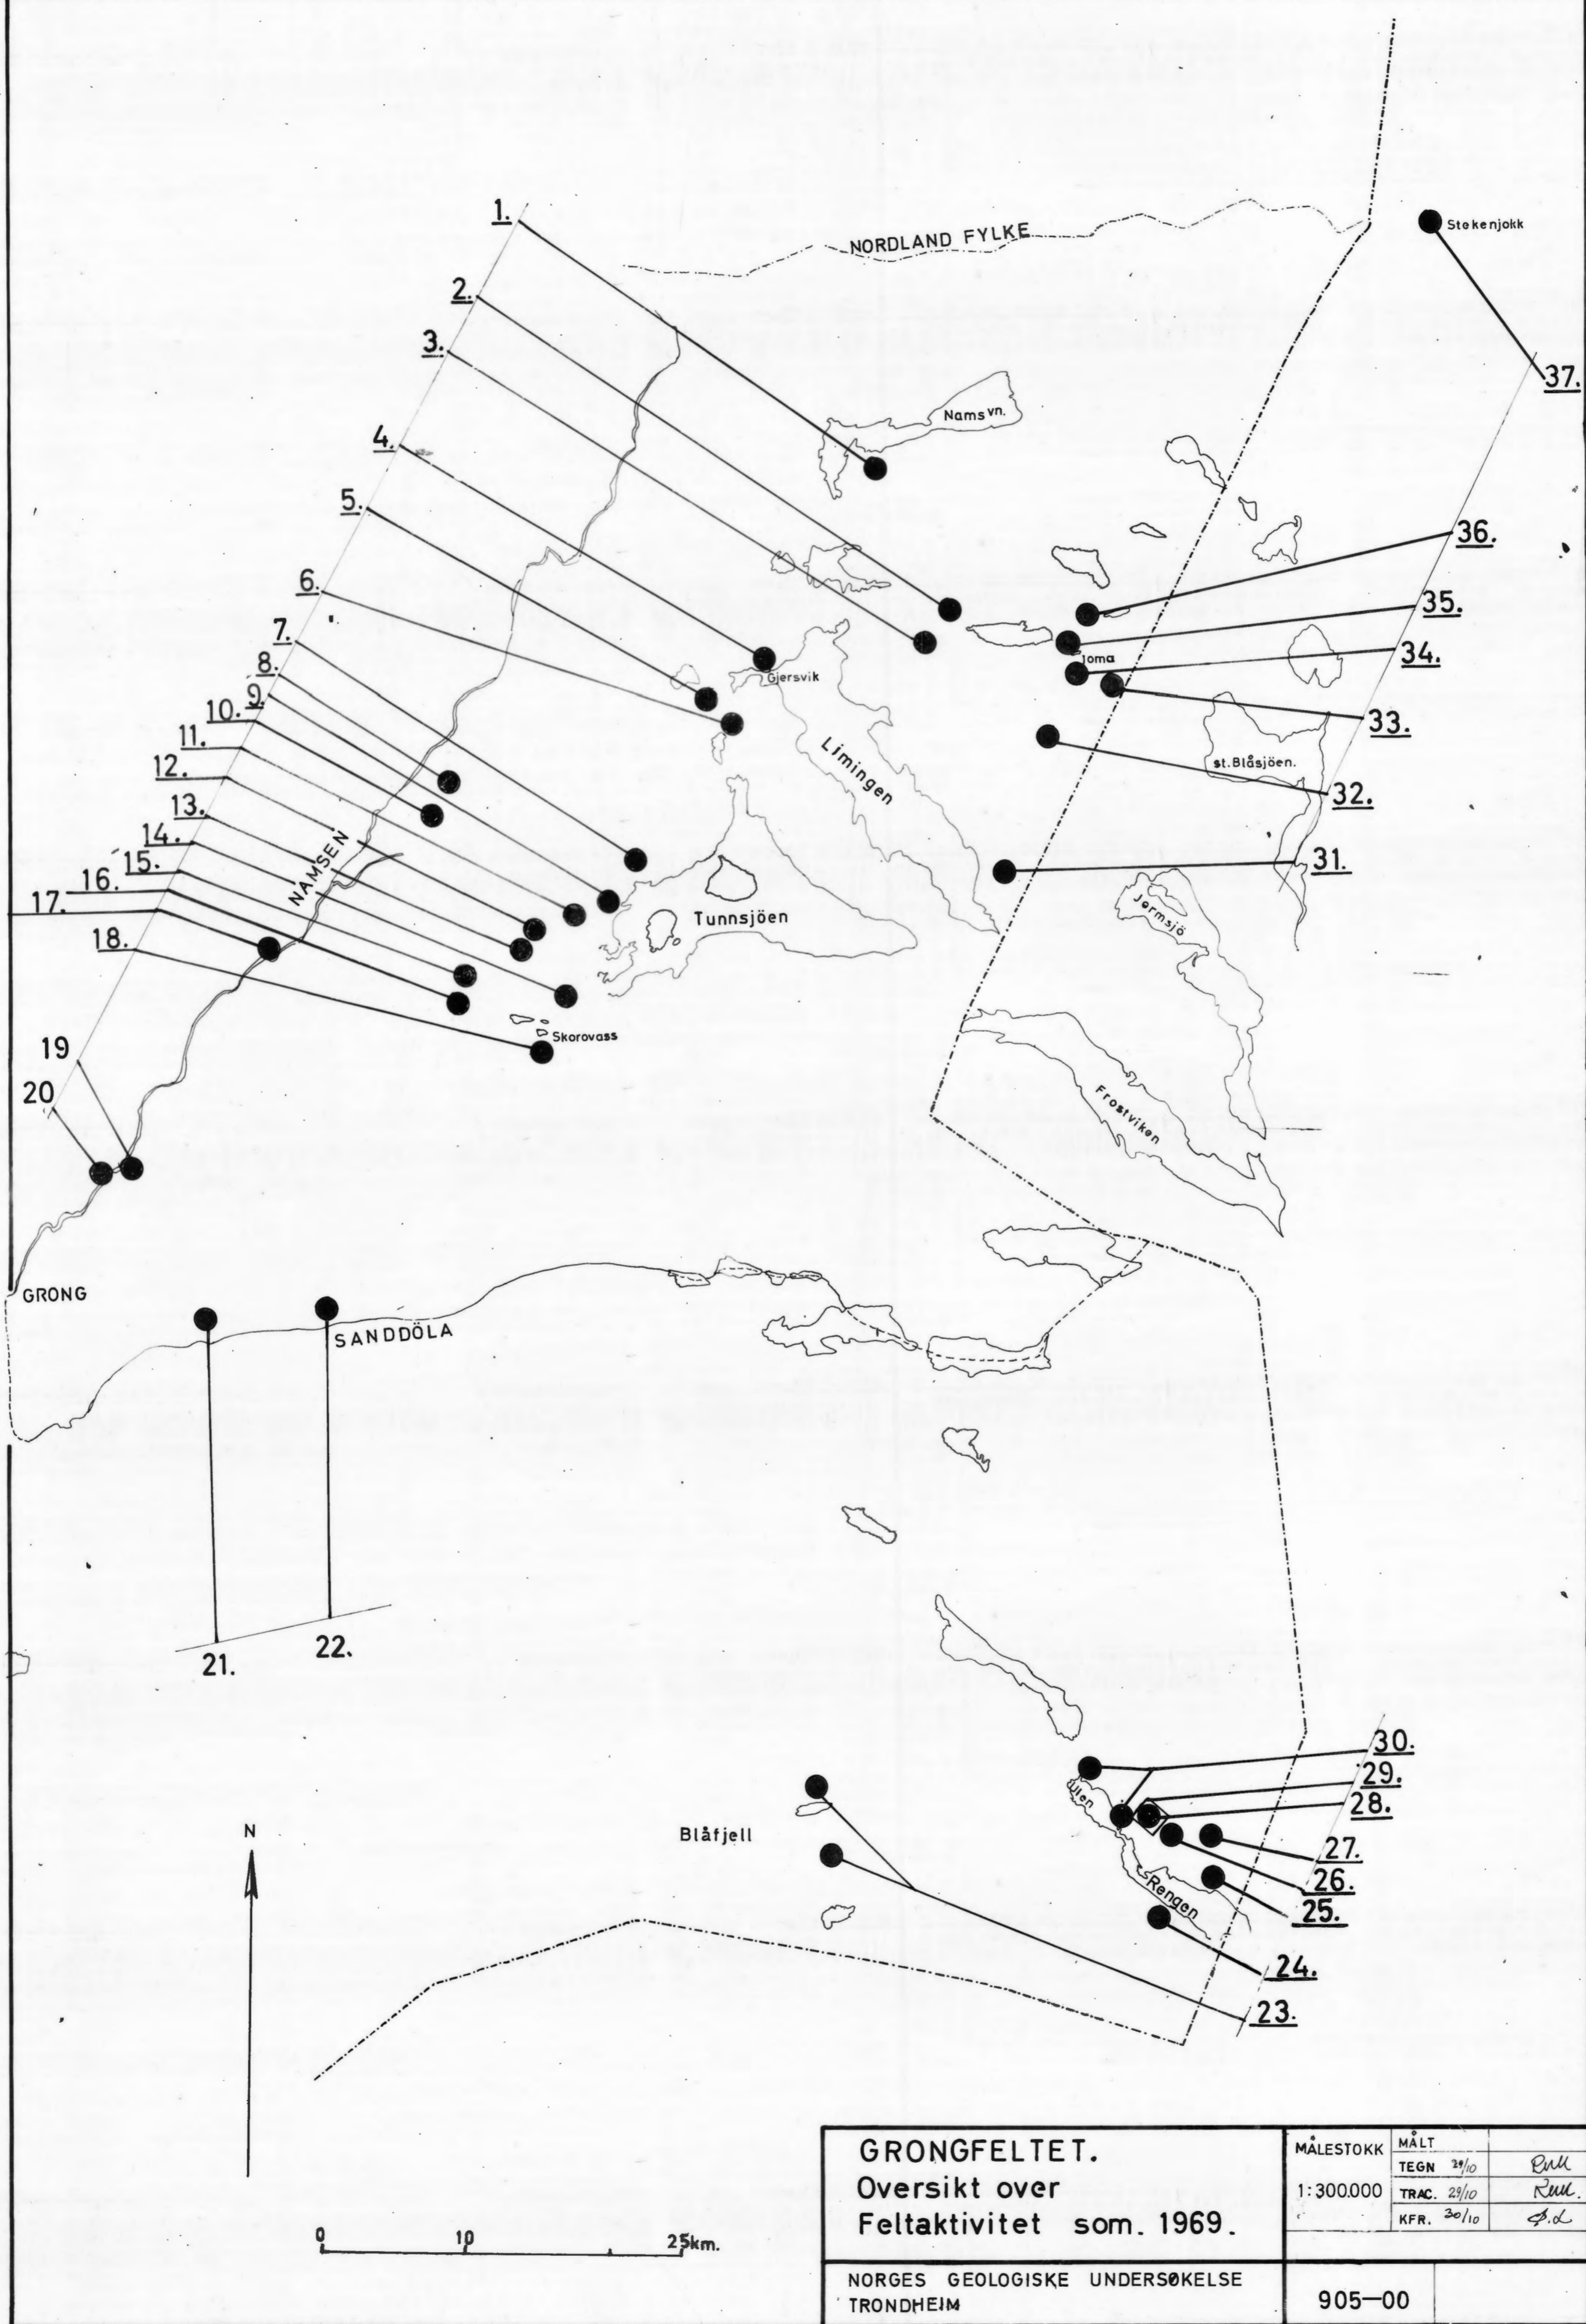 1.
NORDLAND FYLKE
Stekenjokk
2.
3.
37.
Nams vn.
4.
5.
36.
6.
35.
7.
Joma
34.
8.
Gjersvik
9.
10.
33.
11.
Limingen
st.Blåsjöen.
12.
32.
13.
NAMSEN
14.
15.
31.
16.
17.
Tunnsjöen
Jormsjö
18.
Skorovass
19
20
Frostviken
GRONG
SANDDÖLA
21.
22.
30.
29.
Ulen
28.
N
Blåfjell
27.
26.
Rengen
25.
24.
23.
GRONGFELTET.
Oversikt over
Feltaktivitet som. 1969.
MÅLESTOKK
1:300.000
MÅLT
TEGN 29/10
TRAC. 29/10
KFR. 30/10
0 10 25km.
NORGES GEOLOGISKE UNDERSØKELSE
TRONDHEIM
905-00